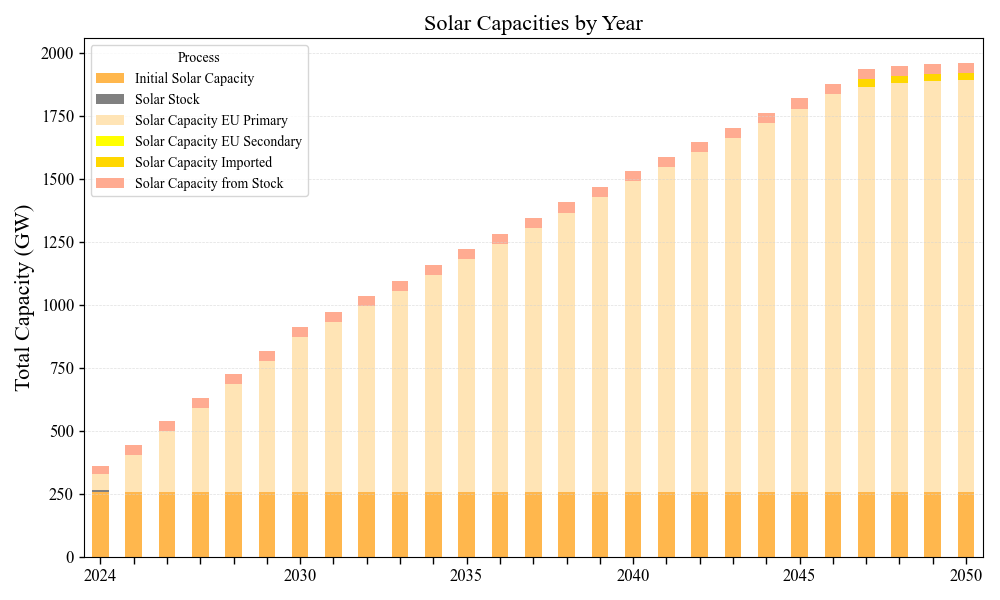 Solar Capacities by Year
Process
Initial Solar Capacity
Solar Stock
Solar Capacity EU Primary
Solar Capacity EU Secondary
Solar Capacity Imported
Solar Capacity from Stock
Total Capacity (GW)
2000
1750
1500
1250
1000
750
500
250
0
2024 2030 2035 2040 2045 2050